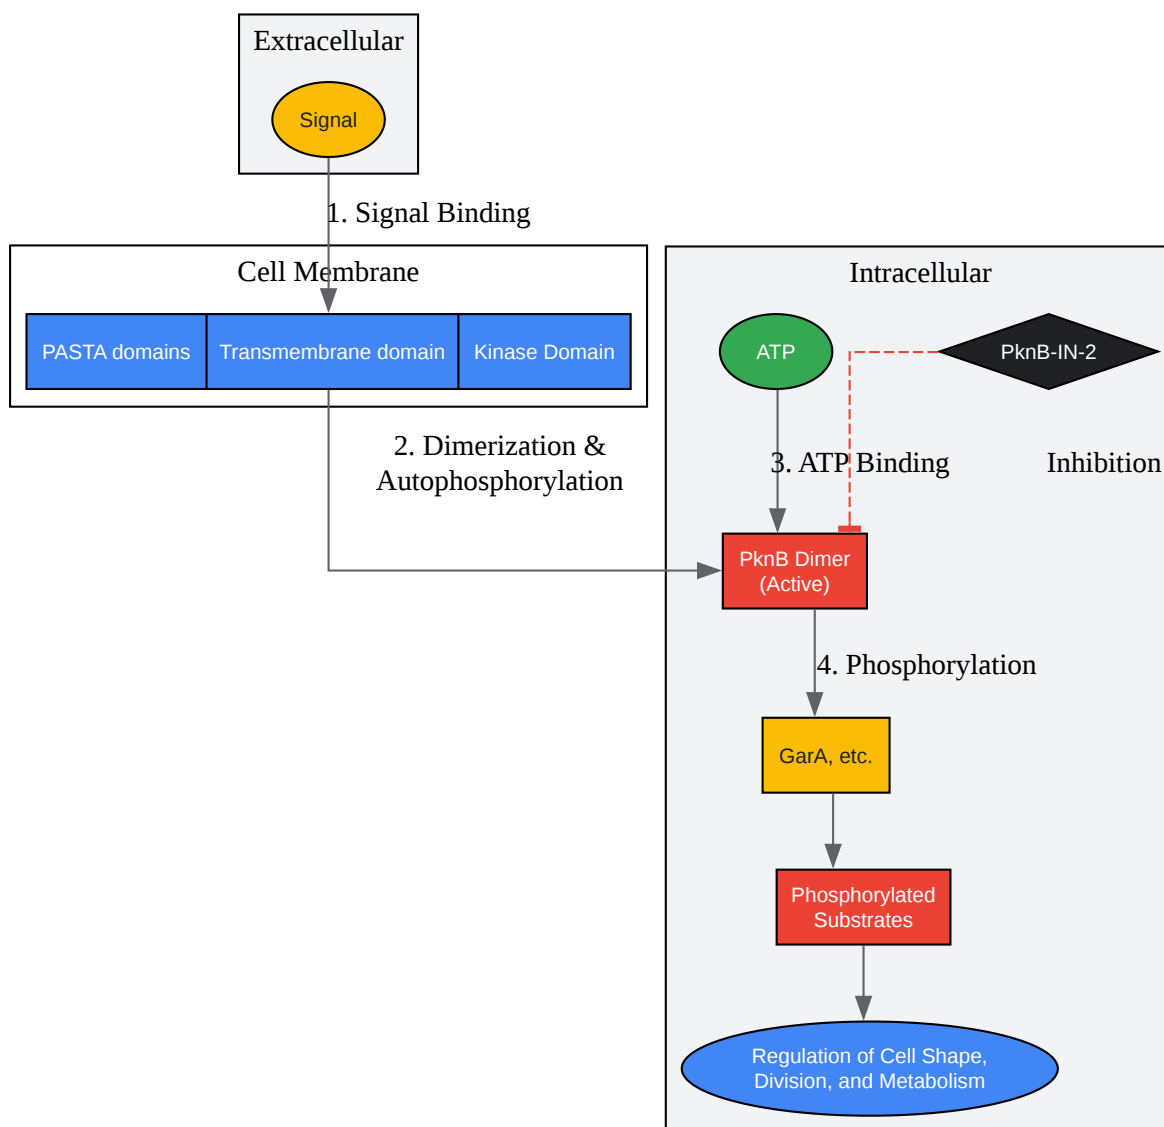 Extracellular
Signal
1. Signal Binding
Cell Membrane
PASTA domains
Transmembrane domain
Kinase Domain
2. Dimerization &
Autophosphorylation
Intracellular
ATP
PknB-IN-2
3. ATP Binding
Inhibition
PknB Dimer
(Active)
4. Phosphorylation
GarA, etc.
Phosphorylated
Substrates
Regulation of Cell Shape,
Division, and Metabolism